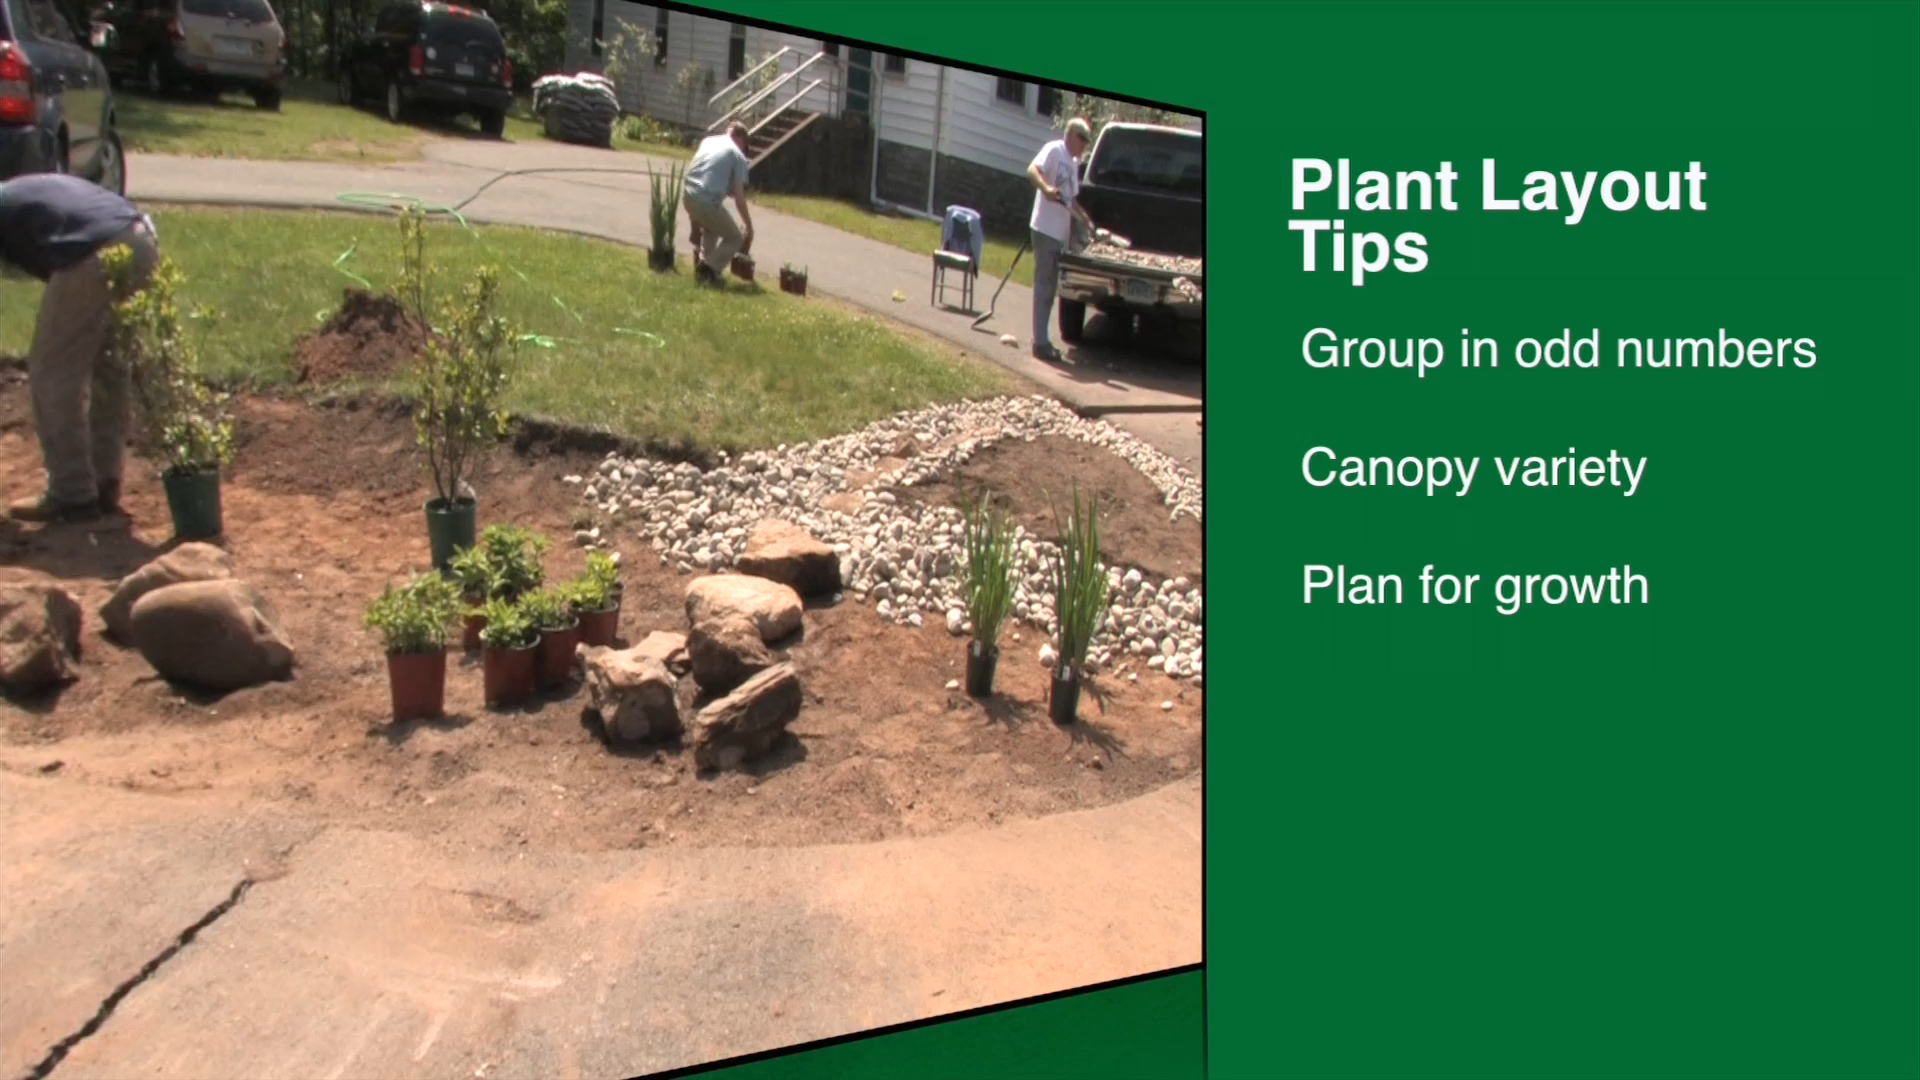 Plant Layout
Tips
Group in odd numbers
Canopy variety
Plan for growth